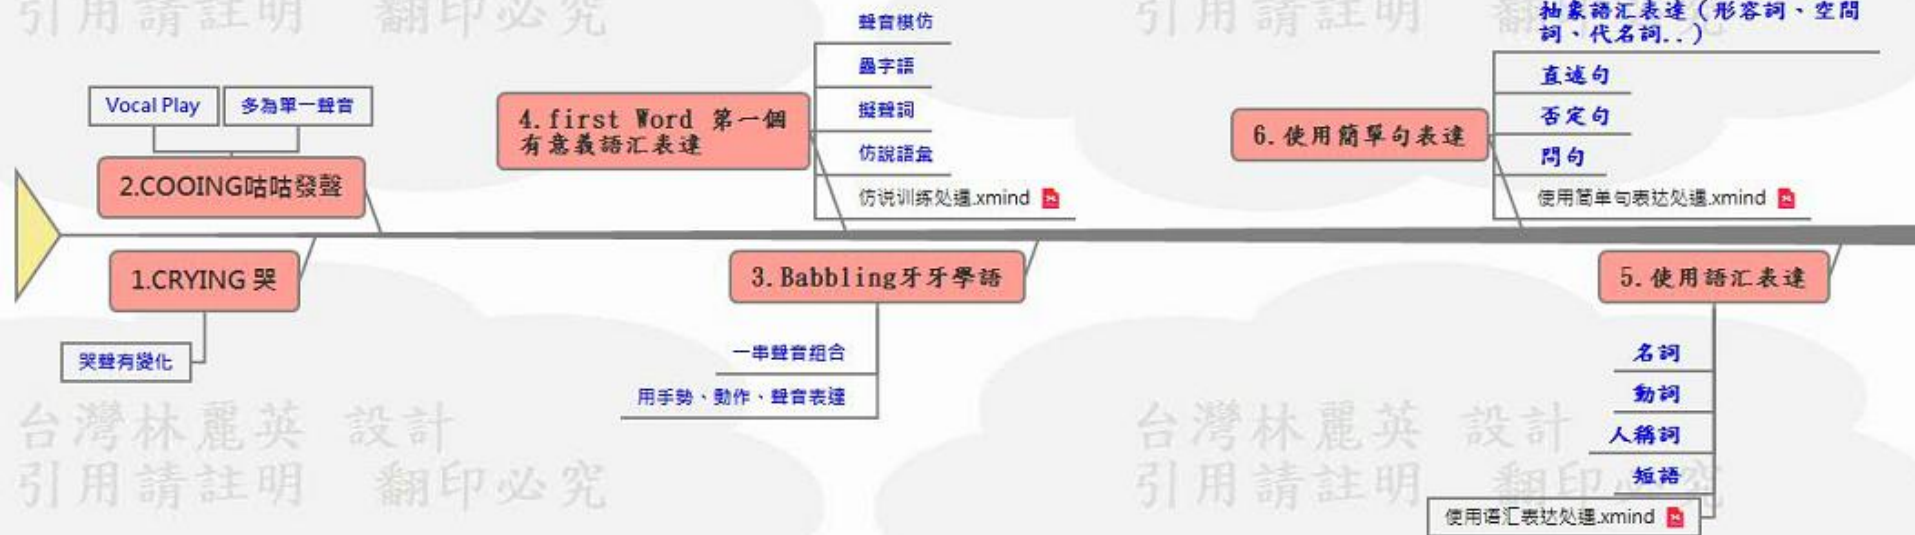 引用請註明 翻印必究
引用請註明 翻
聲音模仿
疊字語
擬聲詞
仿說語彙
仿说训练处遇.xmind
4.first Word 第一個
有意義語汇表達
Vocal Play
多為單一聲音
2.COOING咕咕發聲
抽象語汇表達（形容詞、空間
詞、代名詞..）
直述句
否定句
問句
使用简单句表达处遇.xmind
6.使用簡單句表達
1.CRYING 哭
哭聲有變化
3.Babbling牙牙學語
一串聲音組合
用手勢、動作、聲音表達
5.使用語汇表達
名詞
動詞
人稱詞
短語
使用语汇表达处遇.xmind
台灣林麗英 設計
引用請註明 翻印必究
台灣林麗英 設計
引用請註明 翻印必究